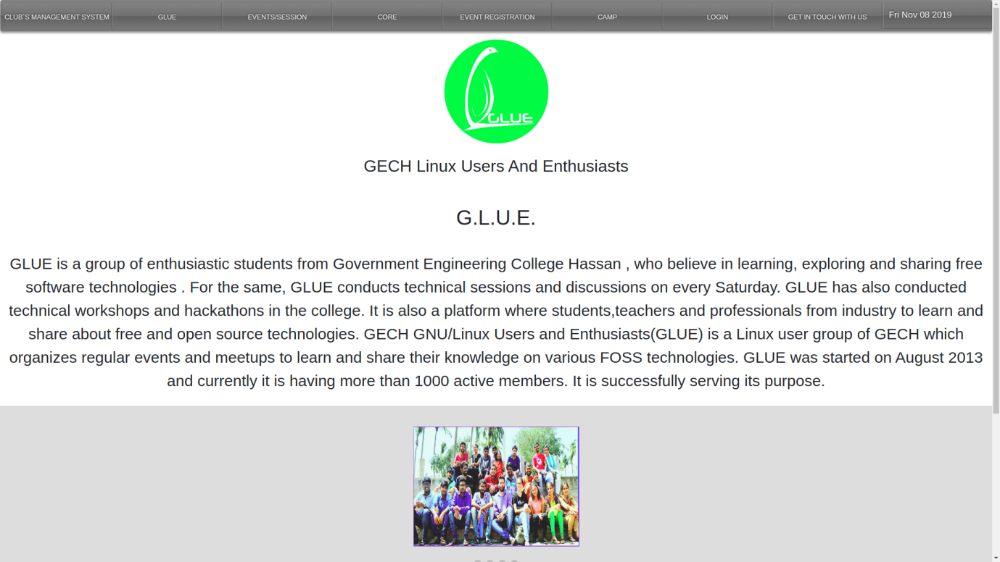 CLUB`S MANAGEMENT SYSTEM GLUE EVENTS/SESSION CORE EVENT REGISTRATION CAMP LOGIN GET IN TOUCH WITH US Fri Nov 08 2019
GLUE
GECH Linux Users And Enthusiasts
G.L.U.E.
GLUE is a group of enthusiastic students from Government Engineering College Hassan , who believe in learning, exploring and sharing free
software technologies . For the same, GLUE conducts technical sessions and discussions on every Saturday. GLUE has also conducted
technical workshops and hackathons in the college. It is also a platform where students,teachers and professionals from industry to learn and
share about free and open source technologies. GECH GNU/Linux Users and Enthusiasts(GLUE) is a Linux user group of GECH which
organizes regular events and meetups to learn and share their knowledge on various FOSS technologies. GLUE was started on August 2013
and currently it is having more than 1000 active members. It is successfully serving its purpose.